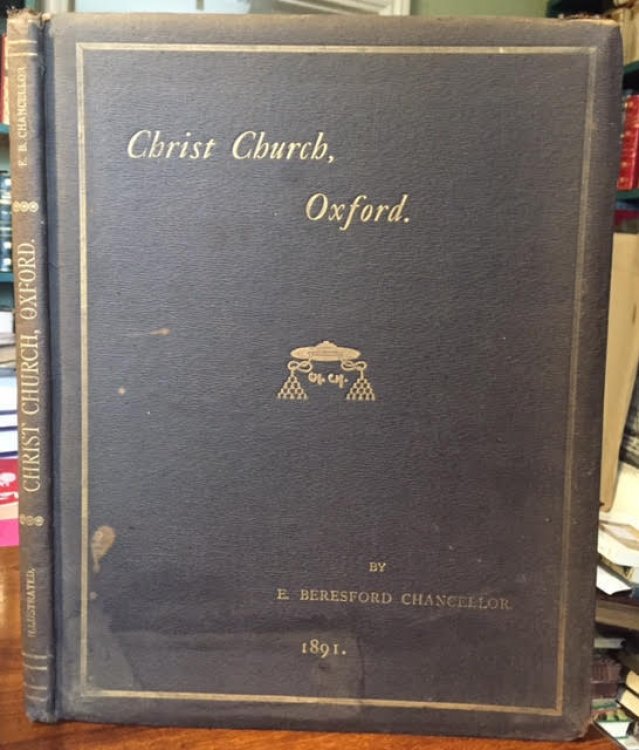 Christ Church,
Oxford.
BY
E. BERESFORD CHANCELLOR.
1891.
E. B. CHANCELLOR
CHRIST CHURCH, OXFORD.
ILLUSTRATED.